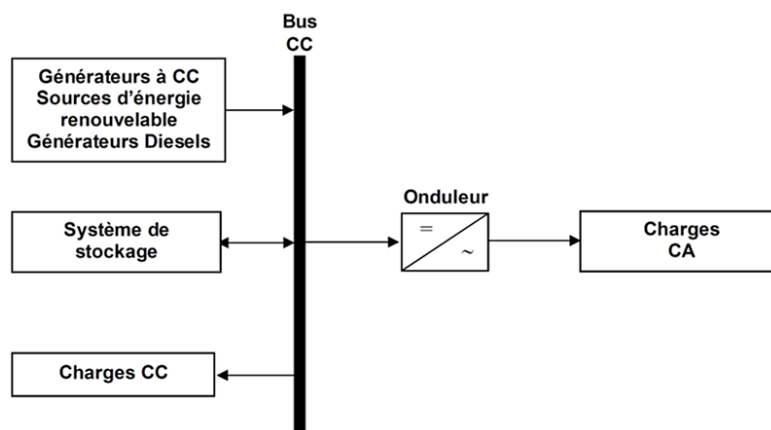 Bus
CC
Générateurs à CC
Sources d'énergie
renouvelable
Générateurs Diesels
Onduleur
=
~
Système de
stockage
Charges
CA
Charges CC